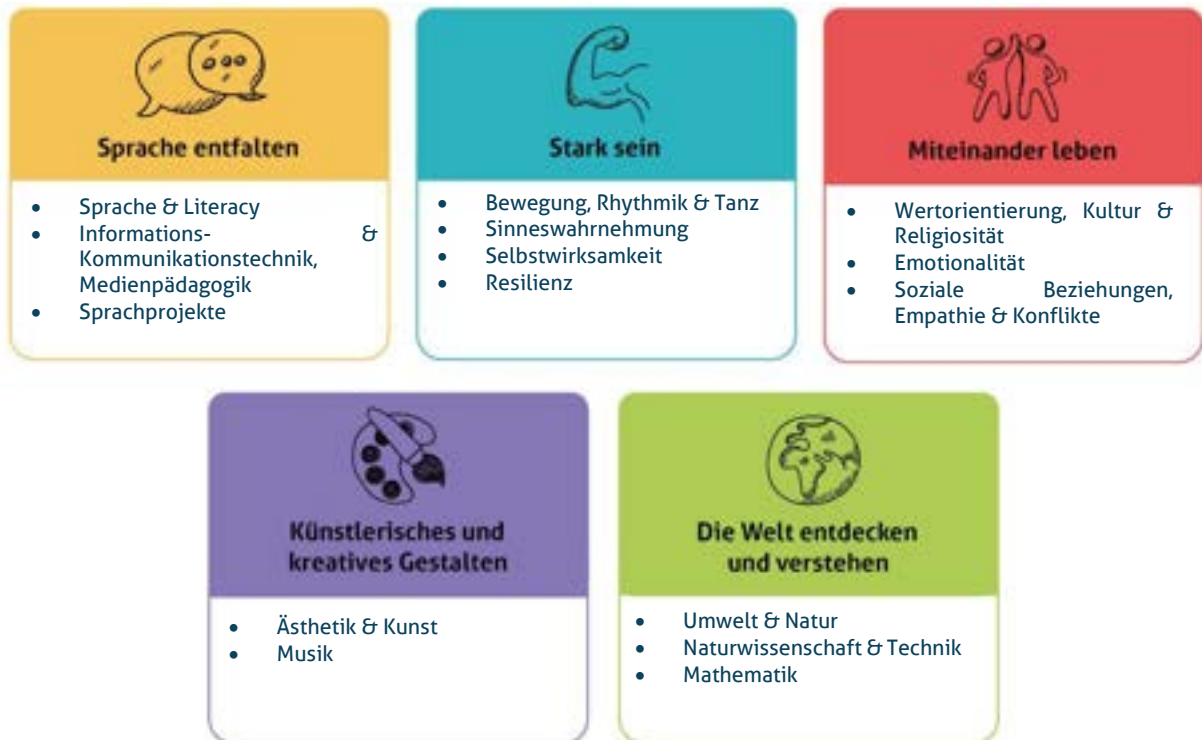 Sprache entfalten
• Sprache & Literacy
• Informations- &
Kommunikationstechnik,
Medienpädagogik
• Sprachprojekte
Stark sein
• Bewegung, Rhythmik & Tanz
• Sinneswahrnehmung
• Selbstwirksamkeit
• Resilienz
Miteinander leben
• Wertorientierung, Kultur &
Religiosität
• Emotionalität
• Soziale Beziehungen,
Empathie & Konflikte
Künstlerisches und
kreatives Gestalten
• Ästhetik & Kunst
• Musik
Die Welt entdecken
und verstehen
• Umwelt & Natur
• Naturwissenschaft & Technik
• Mathematik